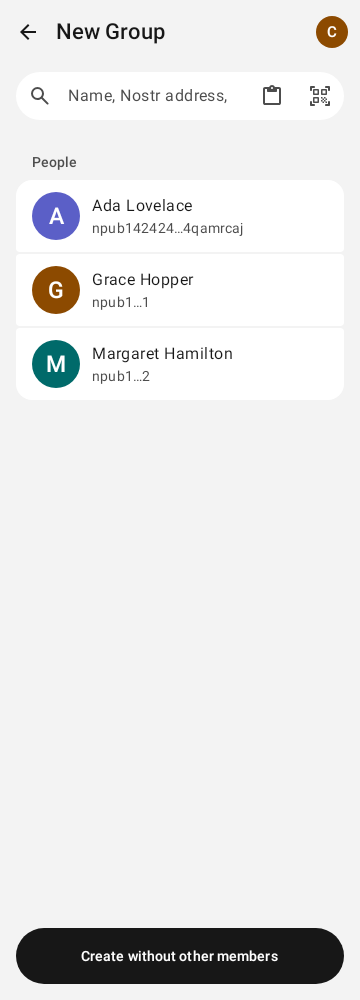 New Group
C
Name, Nostr address,
People
A
Ada Lovelace
npub142424…4qamrcaj
G
Grace Hopper
npub1…1
M
Margaret Hamilton
npub1…2
Create without other members